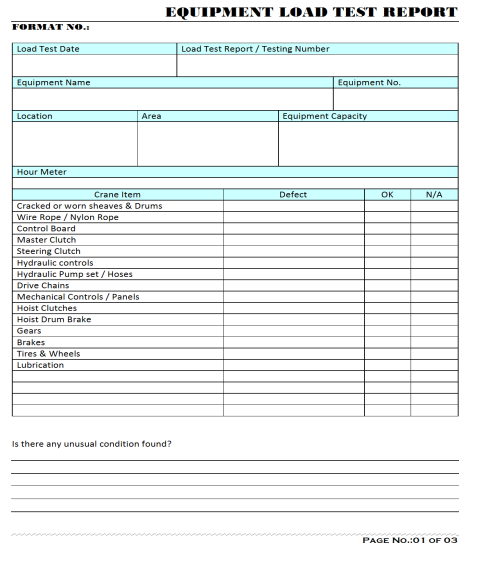 EQUIPMENT LOAD TEST REPORT
FORMAT NO.:
Load Test Date Load Test Report / Testing Number
Equipment Name Equipment No.
Location Area Equipment Capacity
Hour Meter
Crane Item Defect OK N/A
Cracked or worn sheaves & Drums
Wire Rope / Nylon Rope
Control Board
Master Clutch
Steering Clutch
Hydraulic controls
Hydraulic Pump set / Hoses
Drive Chains
Mechanical Controls / Panels
Hoist Clutches
Hoist Drum Brake
Gears
Brakes
Tires & Wheels
Lubrication
Is there any unusual condition found?
PAGE NO.:01 OF 03